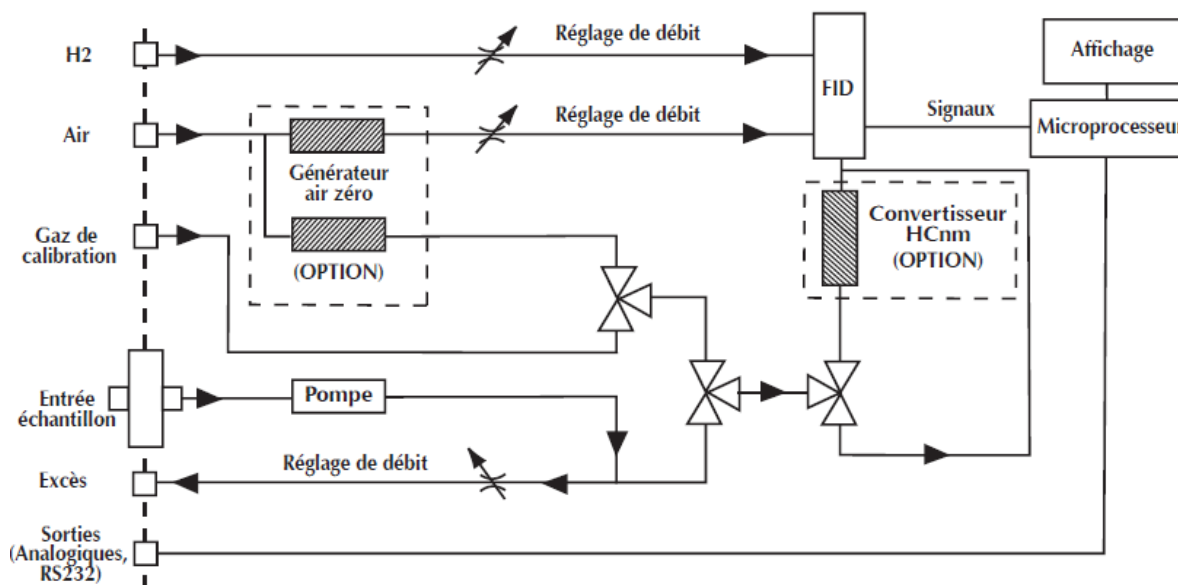 H2
Réglage de débit
Affichage
FID
Air
Réglage de débit
Signaux
Microprocesseur
Générateur
air zéro
(OPTION)
Gaz de
calibration
Convertisseur
HCnm
(OPTION)
Entrée
échantillon
Pompe
Excès
Réglage de débit
Sorties
(Analogiques,
RS232)